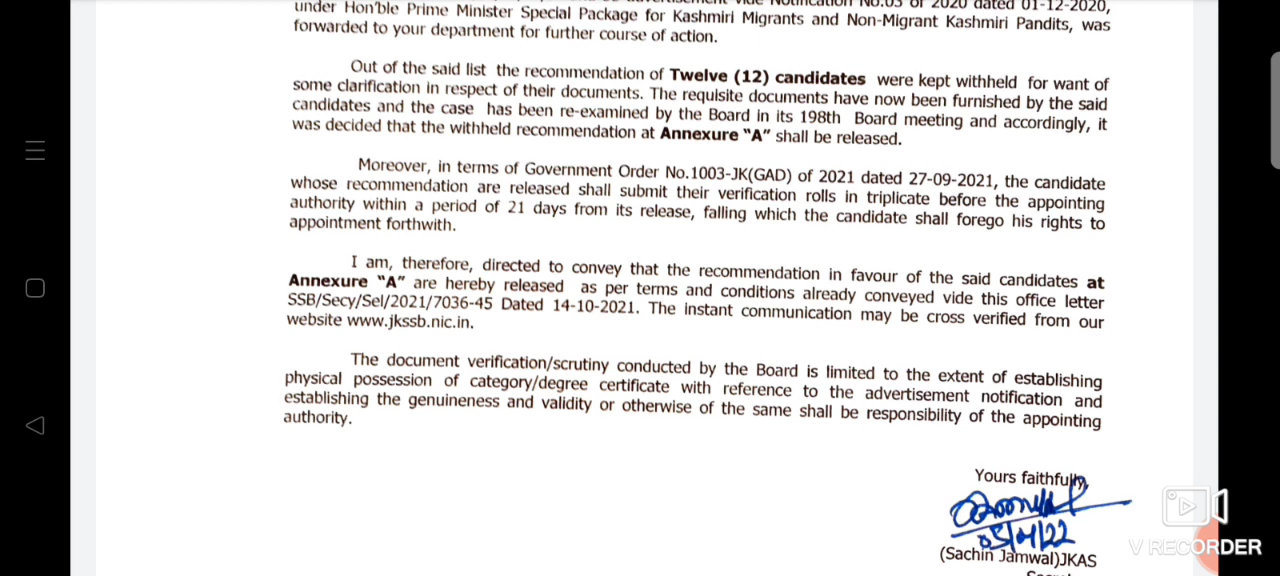 under Hon'ble Prime Minister Special Package for Kashmiri Migrants and Non-Migrant Kashmiri Pandits, was
forwarded to your department for further course of action.
Out of the said list the recommendation of Twelve (12) candidates were kept withheld for want of
some clarification in respect of their documents. The requisite documents have now been furnished by the said
candidates and the case has been re-examined by the Board in its 198th Board meeting and accordingly, it
was decided that the withheld recommendation at Annexure "A" shall be released.
Moreover, in terms of Government Order No.1003-JK(GAD) of 2021 dated 27-09-2021, the candidate
whose recommendation are released shall submit their verification rolls in triplicate before the appointing
authority within a period of 21 days from its release, falling which the candidate shall forego his rights to
appointment forthwith.
I am, therefore, directed to convey that the recommendation in favour of the said candidates at
Annexure "A" are hereby released as per terms and conditions already conveyed vide this office letter
SSB/Secy/Sel/2021/7036-45 Dated 14-10-2021. The instant communication may be cross verified from our
website www.jkssb.nic.in.
The document verification/scrutiny conducted by the Board is limited to the extent of establishing
physical possession of category/degree certificate with reference to the advertisement notification and
establishing the genuineness and validity or otherwise of the same shall be responsibility of the appointing
authority.
Yours faithfully,
(Sachin Jamwal)JKAS
V RECORDER